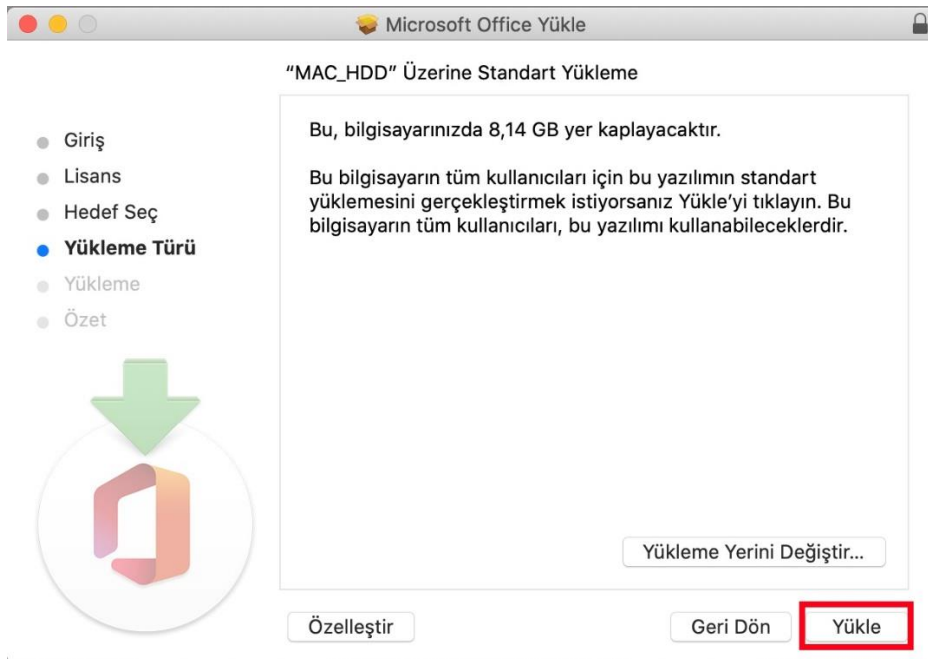 Microsoft Office Yükle
“MAC_HDD” Üzerine Standart Yükleme
Giriş
Lisans
Hedef Seç
Yükleme Türü
Yükleme
Özet
Bu, bilgisayarınızda 8,14 GB yer kaplayacaktır.
Bu bilgisayarın tüm kullanıcıları için bu yazılımın standart
yüklemesini gerçekleştirmek istiyorsanız Yükle’yi tıklayın. Bu
bilgisayarın tüm kullanıcıları, bu yazılımı kullanabileceklerdir.
Yükleme Yerini Değiştir...
Özelleştir
Geri Dön
Yükle